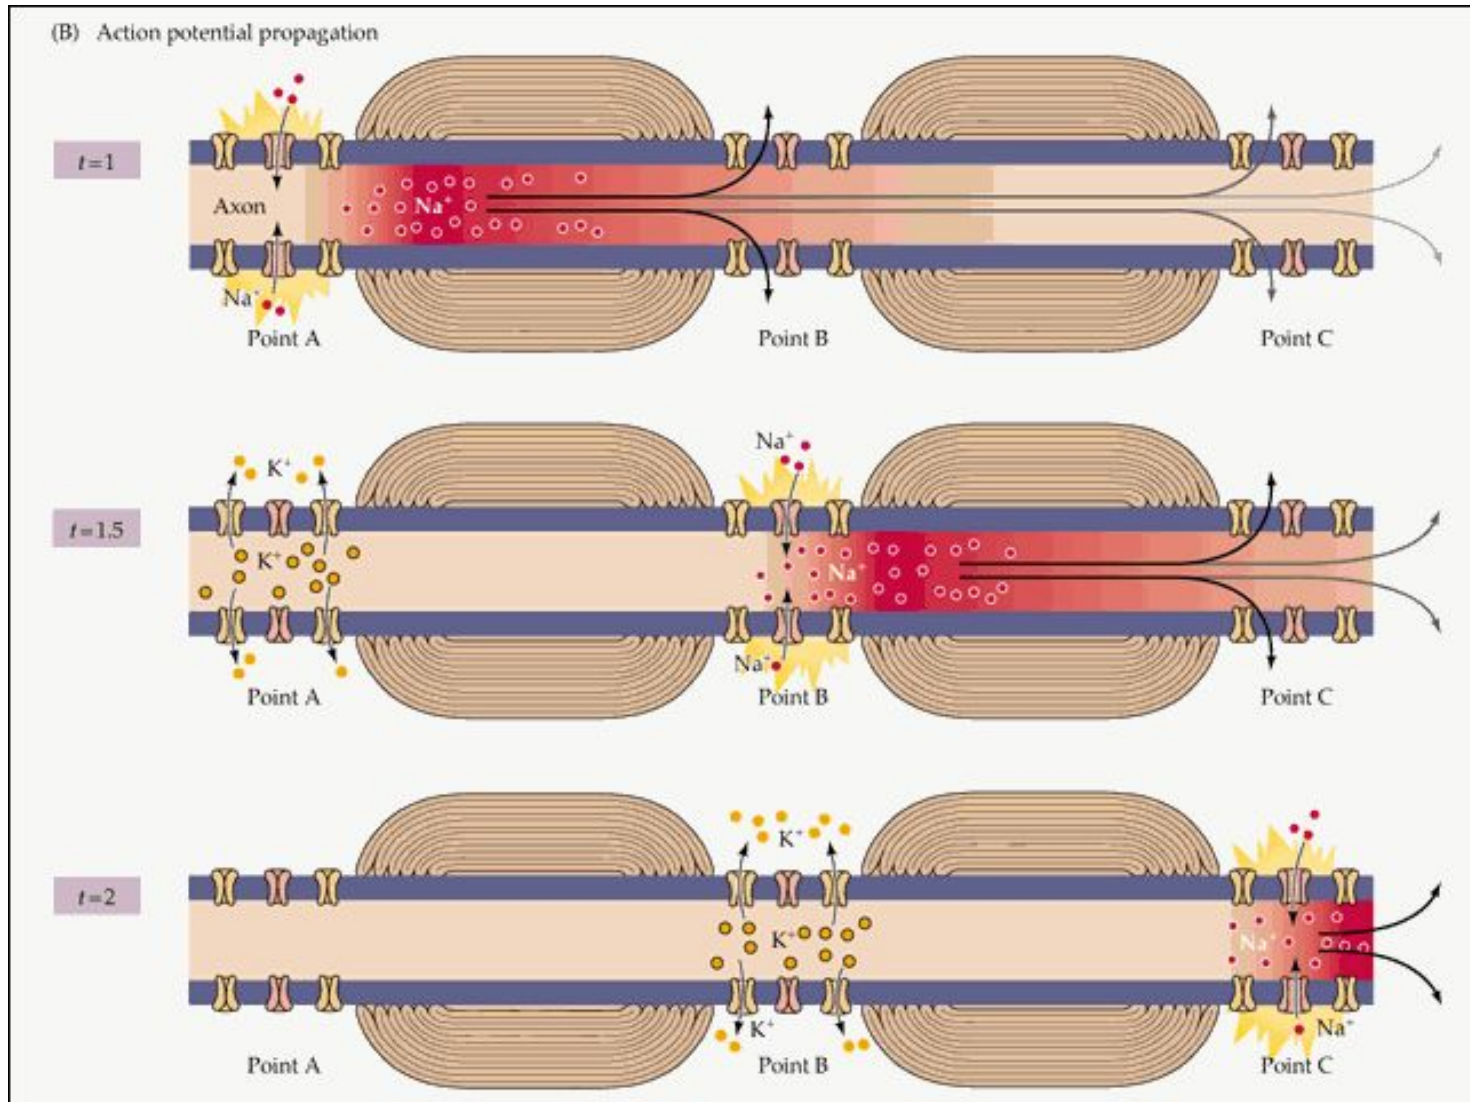 (B) Action potential propagation
t=1
Axon
Na⁺
Na⁺
Point A
Point B
Point C
t=1.5
K⁺
K⁺
Na⁺
Na⁺
Na⁺
Point A
Point B
Point C
t=2
K⁺
K⁺
K⁺
Na⁺
Na⁺
Point A
Point B
Point C